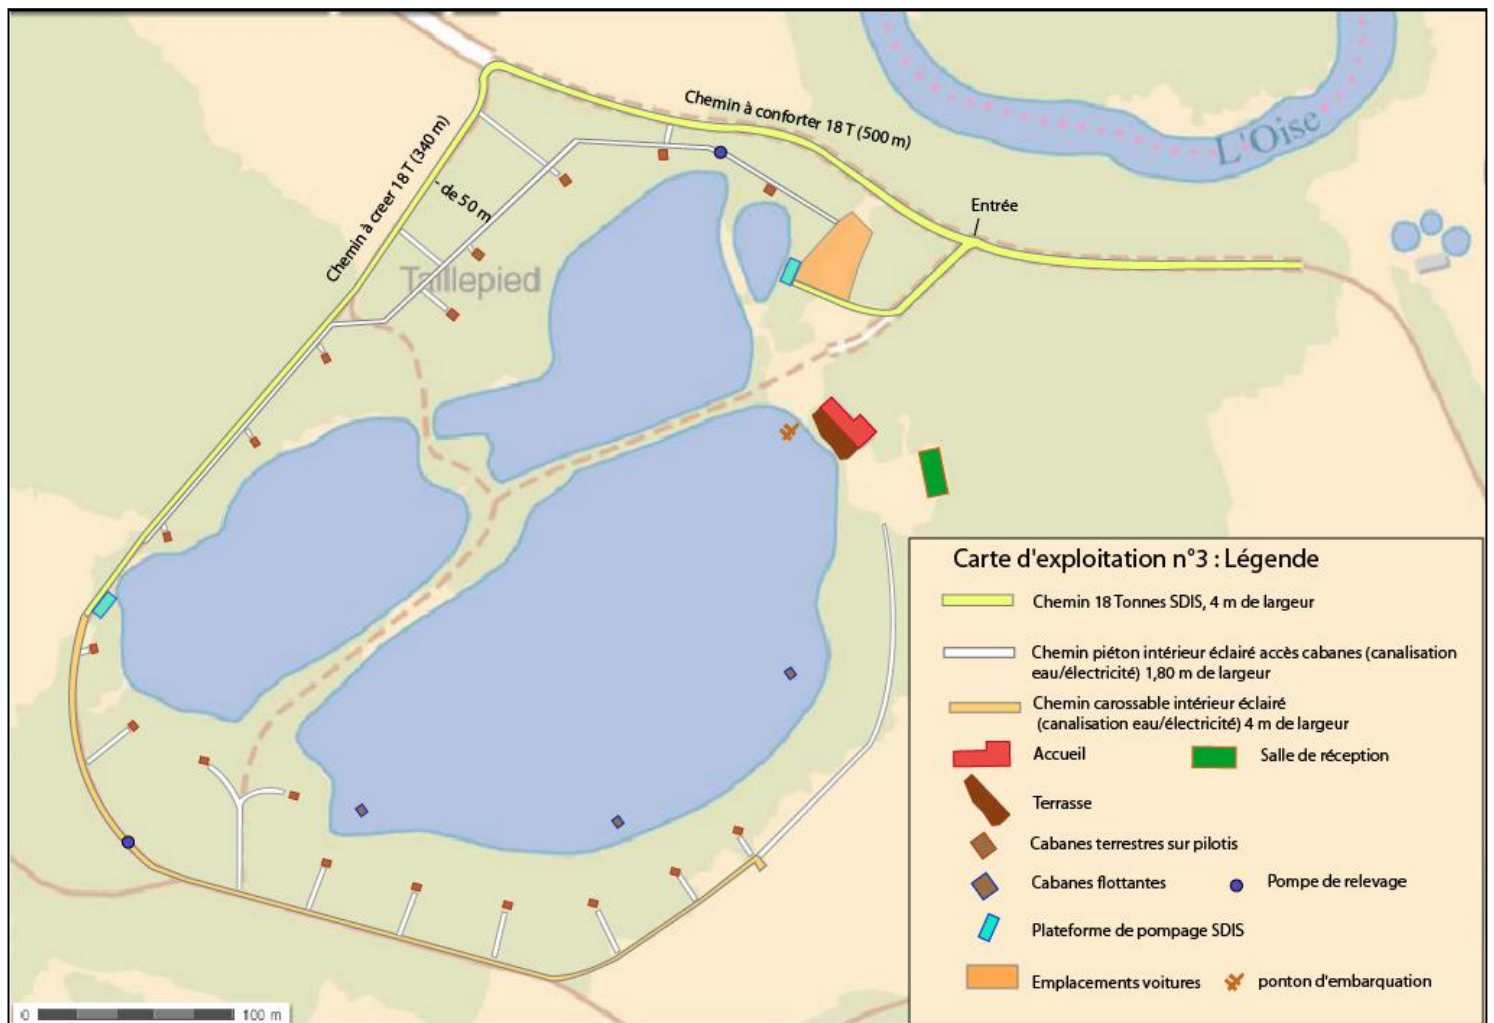 Chemin à conforter 18 T (500 m)
L'Oise
Chemin à creer 18 T (340 m)
- de 50 m
Entrée
Taillepied
Carte d'exploitation n°3 : Légende
Chemin 18 Tonnes SDIS, 4 m de largeur
Chemin piéton intérieur éclairé accès cabanes (canalisation
eau/électricité) 1,80 m de largeur
Chemin carossable intérieur éclairé
(canalisation eau/électricité) 4 m de largeur
Accueil
Salle de réception
Terrasse
Cabanes terrestres sur pilotis
Cabanes flottantes
Pompe de relevage
Plateforme de pompage SDIS
Emplacements voitures
ponton d'embarquation
0 100 m